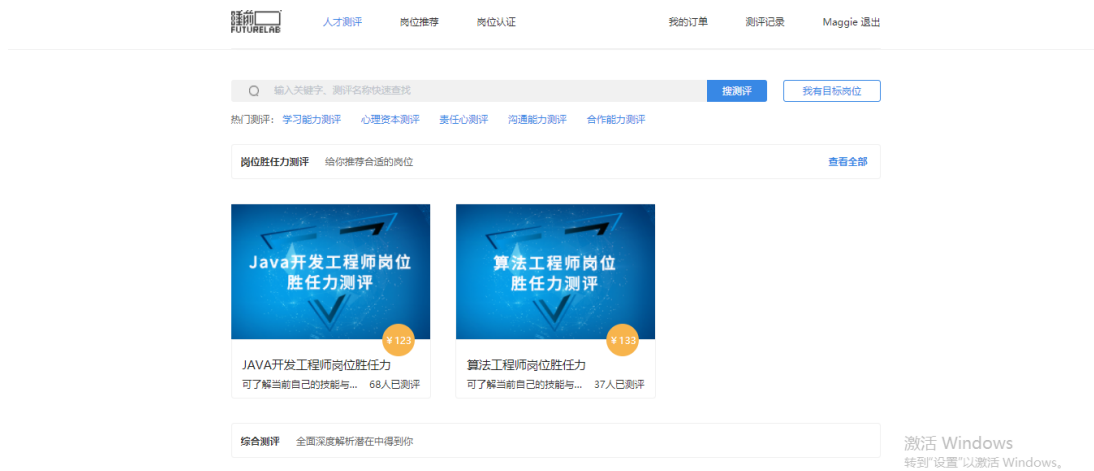 睡前
FUTURELAB
人才测评 岗位推荐 岗位认证 我的订单 测评记录 Maggie 退出
输入关键字、测评名称快速查找 搜测评 我有目标岗位
热门测评： 学习能力测评 心理资本测评 责任心测评 沟通能力测评 合作能力测评
岗位胜任力测评 给你推荐合适的岗位 查看全部
Java开发工程师岗位
胜任力测评
¥123
JAVA开发工程师岗位胜任力
可了解当前自己的技能与... 68人已测评
算法工程师岗位
胜任力测评
¥133
算法工程师岗位胜任力
可了解当前自己的技能与... 37人已测评
综合测评 全面深度解析潜在中得到你
激活 Windows
转到"设置"以激活 Windows。